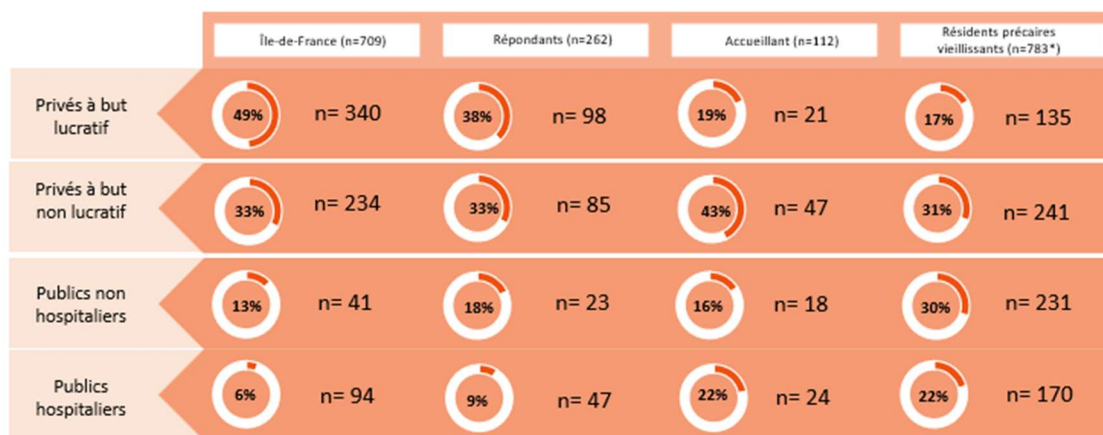 Île-de-France (n=709)
Répondants (n=262)
Accueillant (n=112)
Résidents précaires
vieillissants (n=783*)
Privés à but
lucratif
49%
n= 340
38%
n= 98
19%
n= 21
17%
n= 135
Privés à but
non lucratif
33%
n= 234
33%
n= 85
43%
n= 47
31%
n= 241
Publics non
hospitaliers
13%
n= 41
18%
n= 23
16%
n= 18
30%
n= 231
Publics
hospitaliers
6%
n= 94
9%
n= 47
22%
n= 24
22%
n= 170